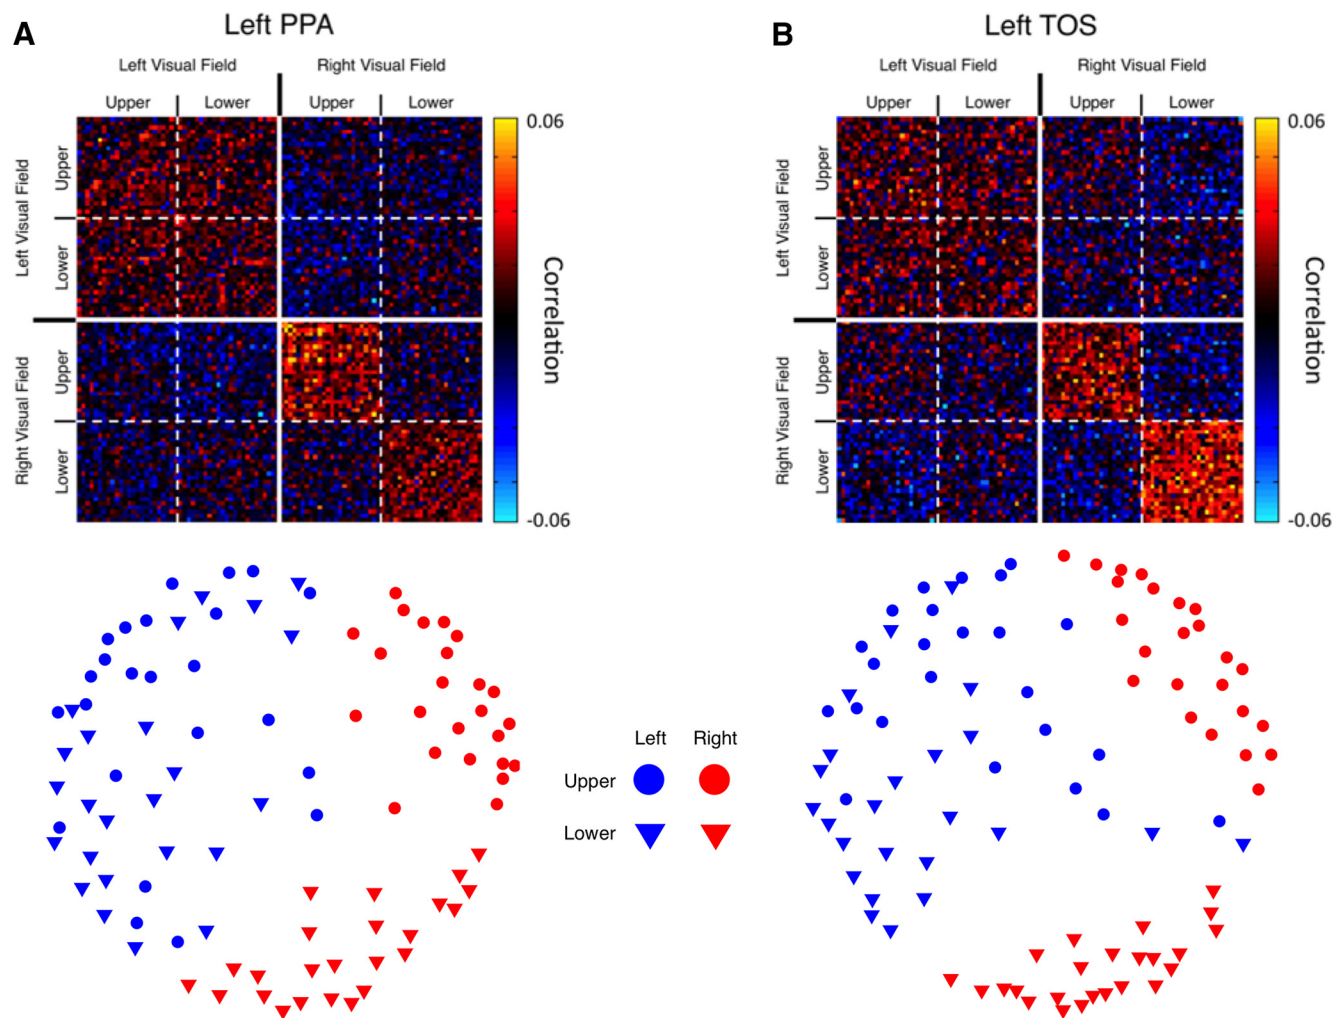 A
Left PPA
Left Visual Field
Right Visual Field
Upper
Lower
Upper
Lower
Left Visual Field
Upper
Lower
Right Visual Field
Upper
Lower
0.06
Correlation
-0.06
B
Left TOS
Left Visual Field
Right Visual Field
Upper
Lower
Upper
Lower
Left Visual Field
Upper
Lower
Right Visual Field
Upper
Lower
0.06
Correlation
-0.06
Left Right
Upper
Lower